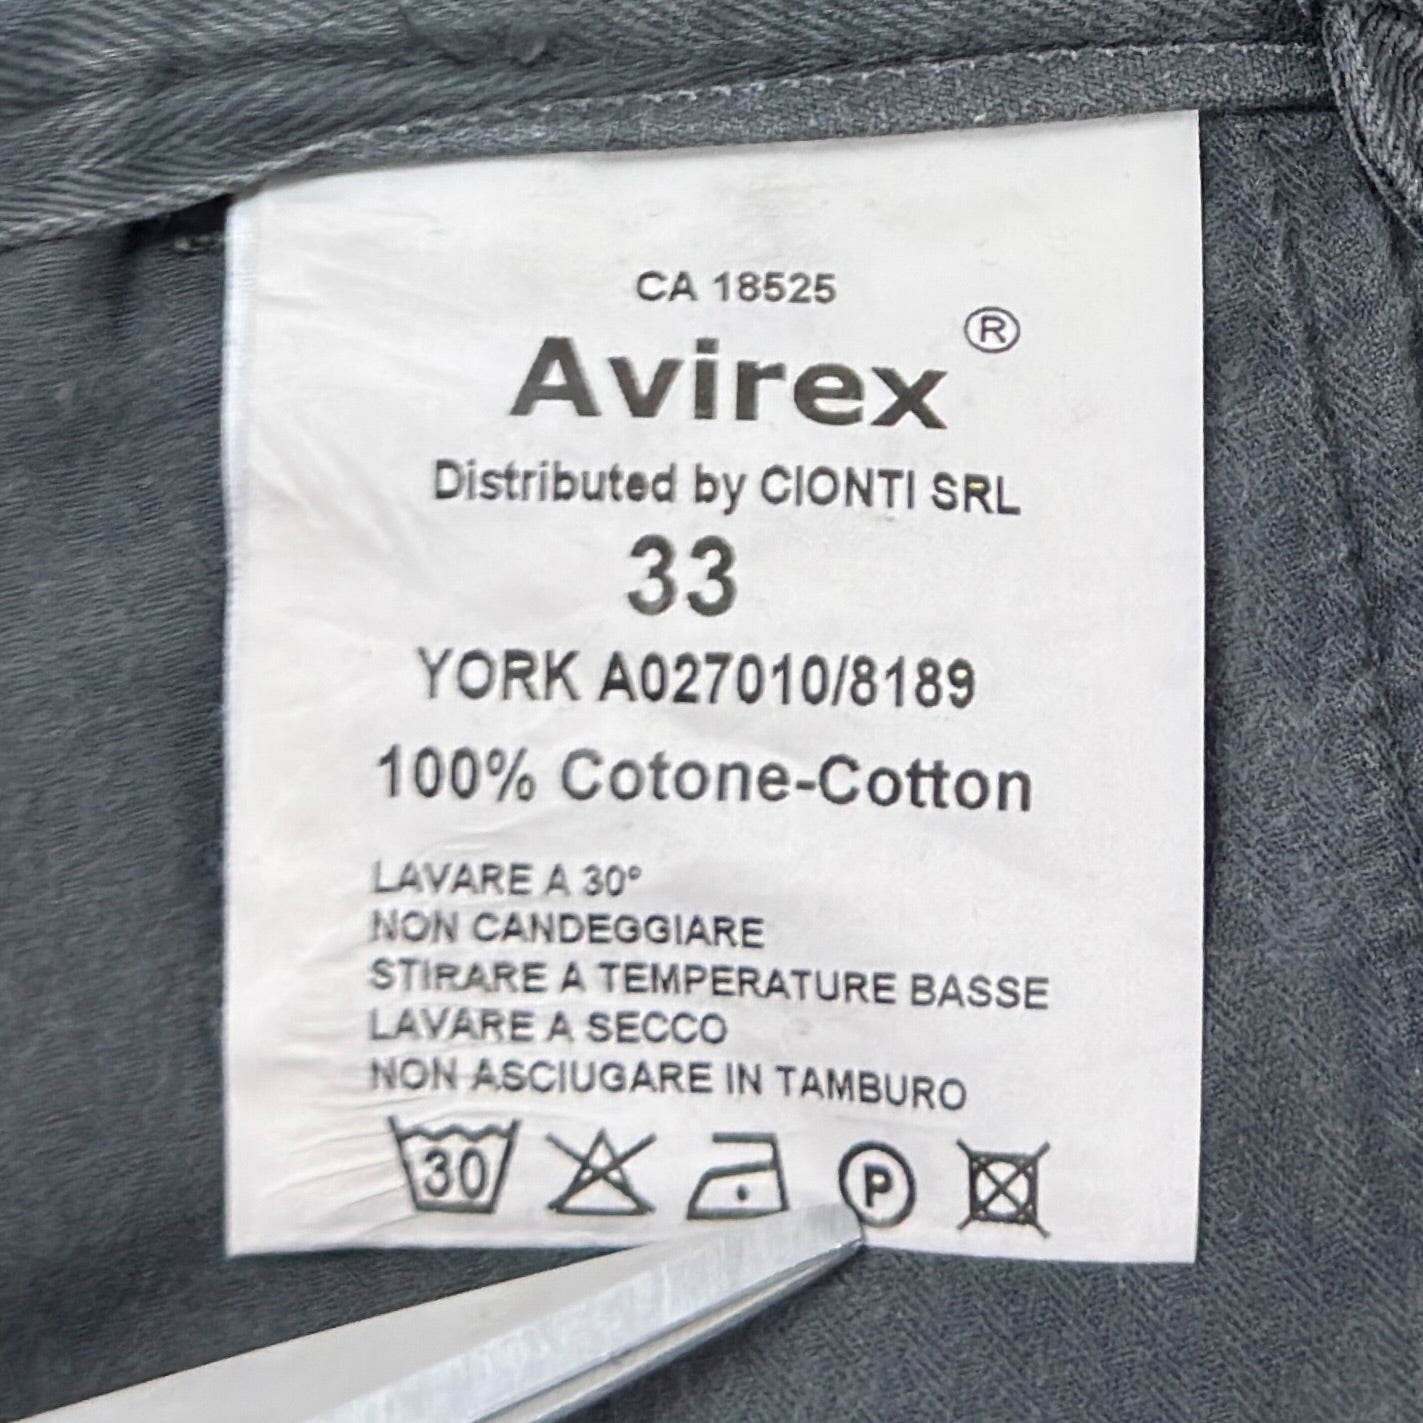 CA 18525
Avirex ®
Distributed by CIONTI SRL
33
YORK A027010/8189
100% Cotone-Cotton
LAVARE A 30°
NON CANDEGGIARE
STIRARE A TEMPERATURE BASSE
LAVARE A SECCO
NON ASCIUGARE IN TAMBURO
30 P